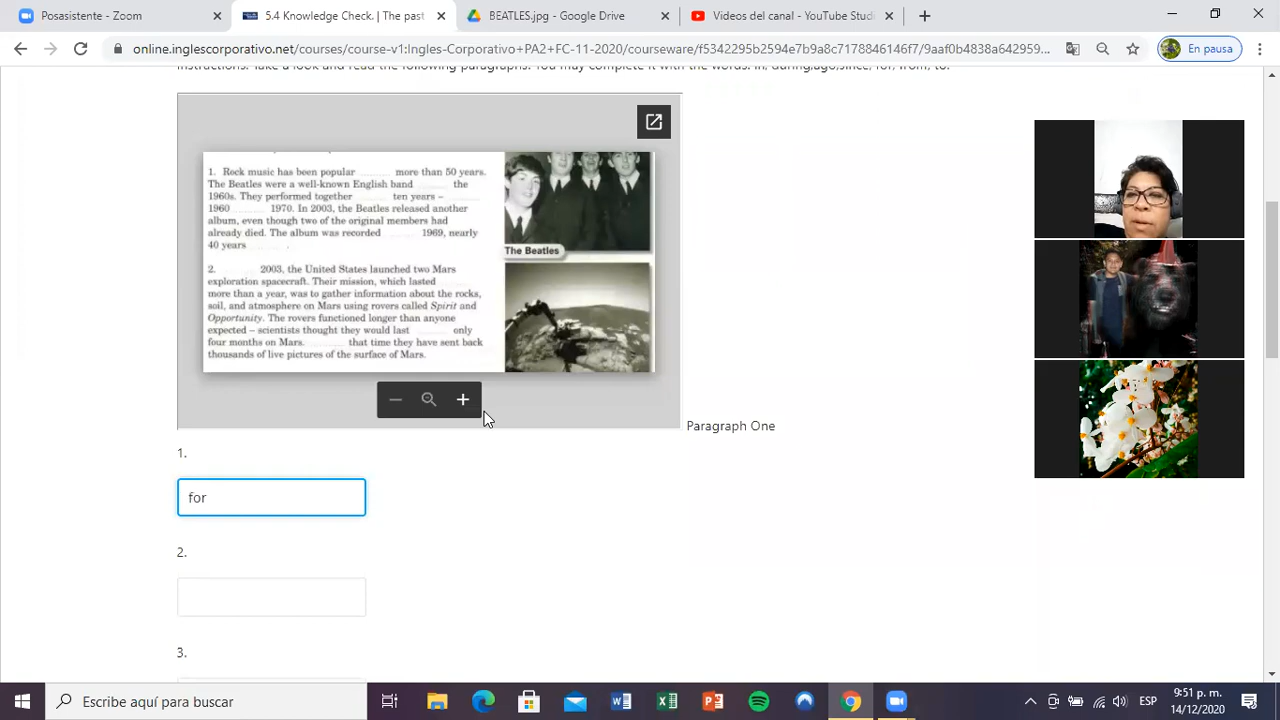 Posasistente - Zoom
5.4 Knowledge Check. | The past
BEATLES.jpg - Google Drive
Videos del canal - YouTube Studi
online.inglescorporativo.net/courses/course-v1:Ingles-Corporativo+PA2+FC-11-2020/courseware/f5342295b2594e7b9a8c7178846146f7/9aaf0b4838a642959...
En pausa
Instructions: Take a look and read the following paragraphs. You may complete it with the words: in, during,ago,since, for, from, to.
1. Rock music has been popular more than 50 years.
The Beatles were a well-known English band the
1960s. They performed together ten years –
1960 1970. In 2003, the Beatles released another
album, even though two of the original members had
already died. The album was recorded 1969, nearly
40 years .
The Beatles
2. 2003, the United States launched two Mars
exploration spacecraft. Their mission, which lasted
more than a year, was to gather information about the rocks,
soil, and atmosphere on Mars using rovers called Spirit and
Opportunity. The rovers functioned longer than anyone
expected – scientists thought they would last only
four months on Mars. that time they have sent back
thousands of live pictures of the surface of Mars.
Paragraph One
1.
for
2.
3.
Escribe aquí para buscar
ESP
9:51 p. m.
14/12/2020